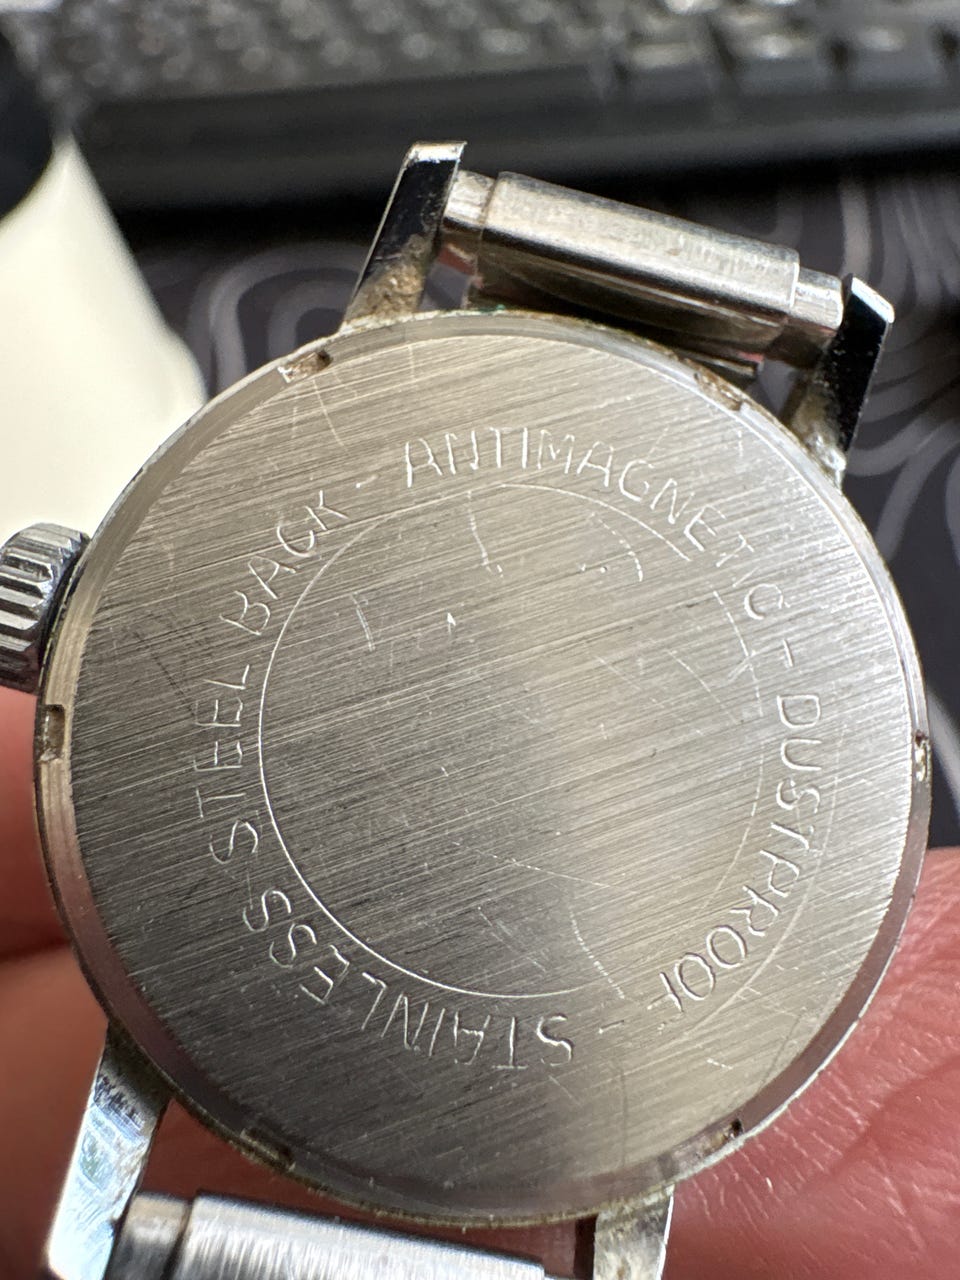 STAINLESS STEEL BACK - ANTIMAGNETIC - DUSTPROOF -